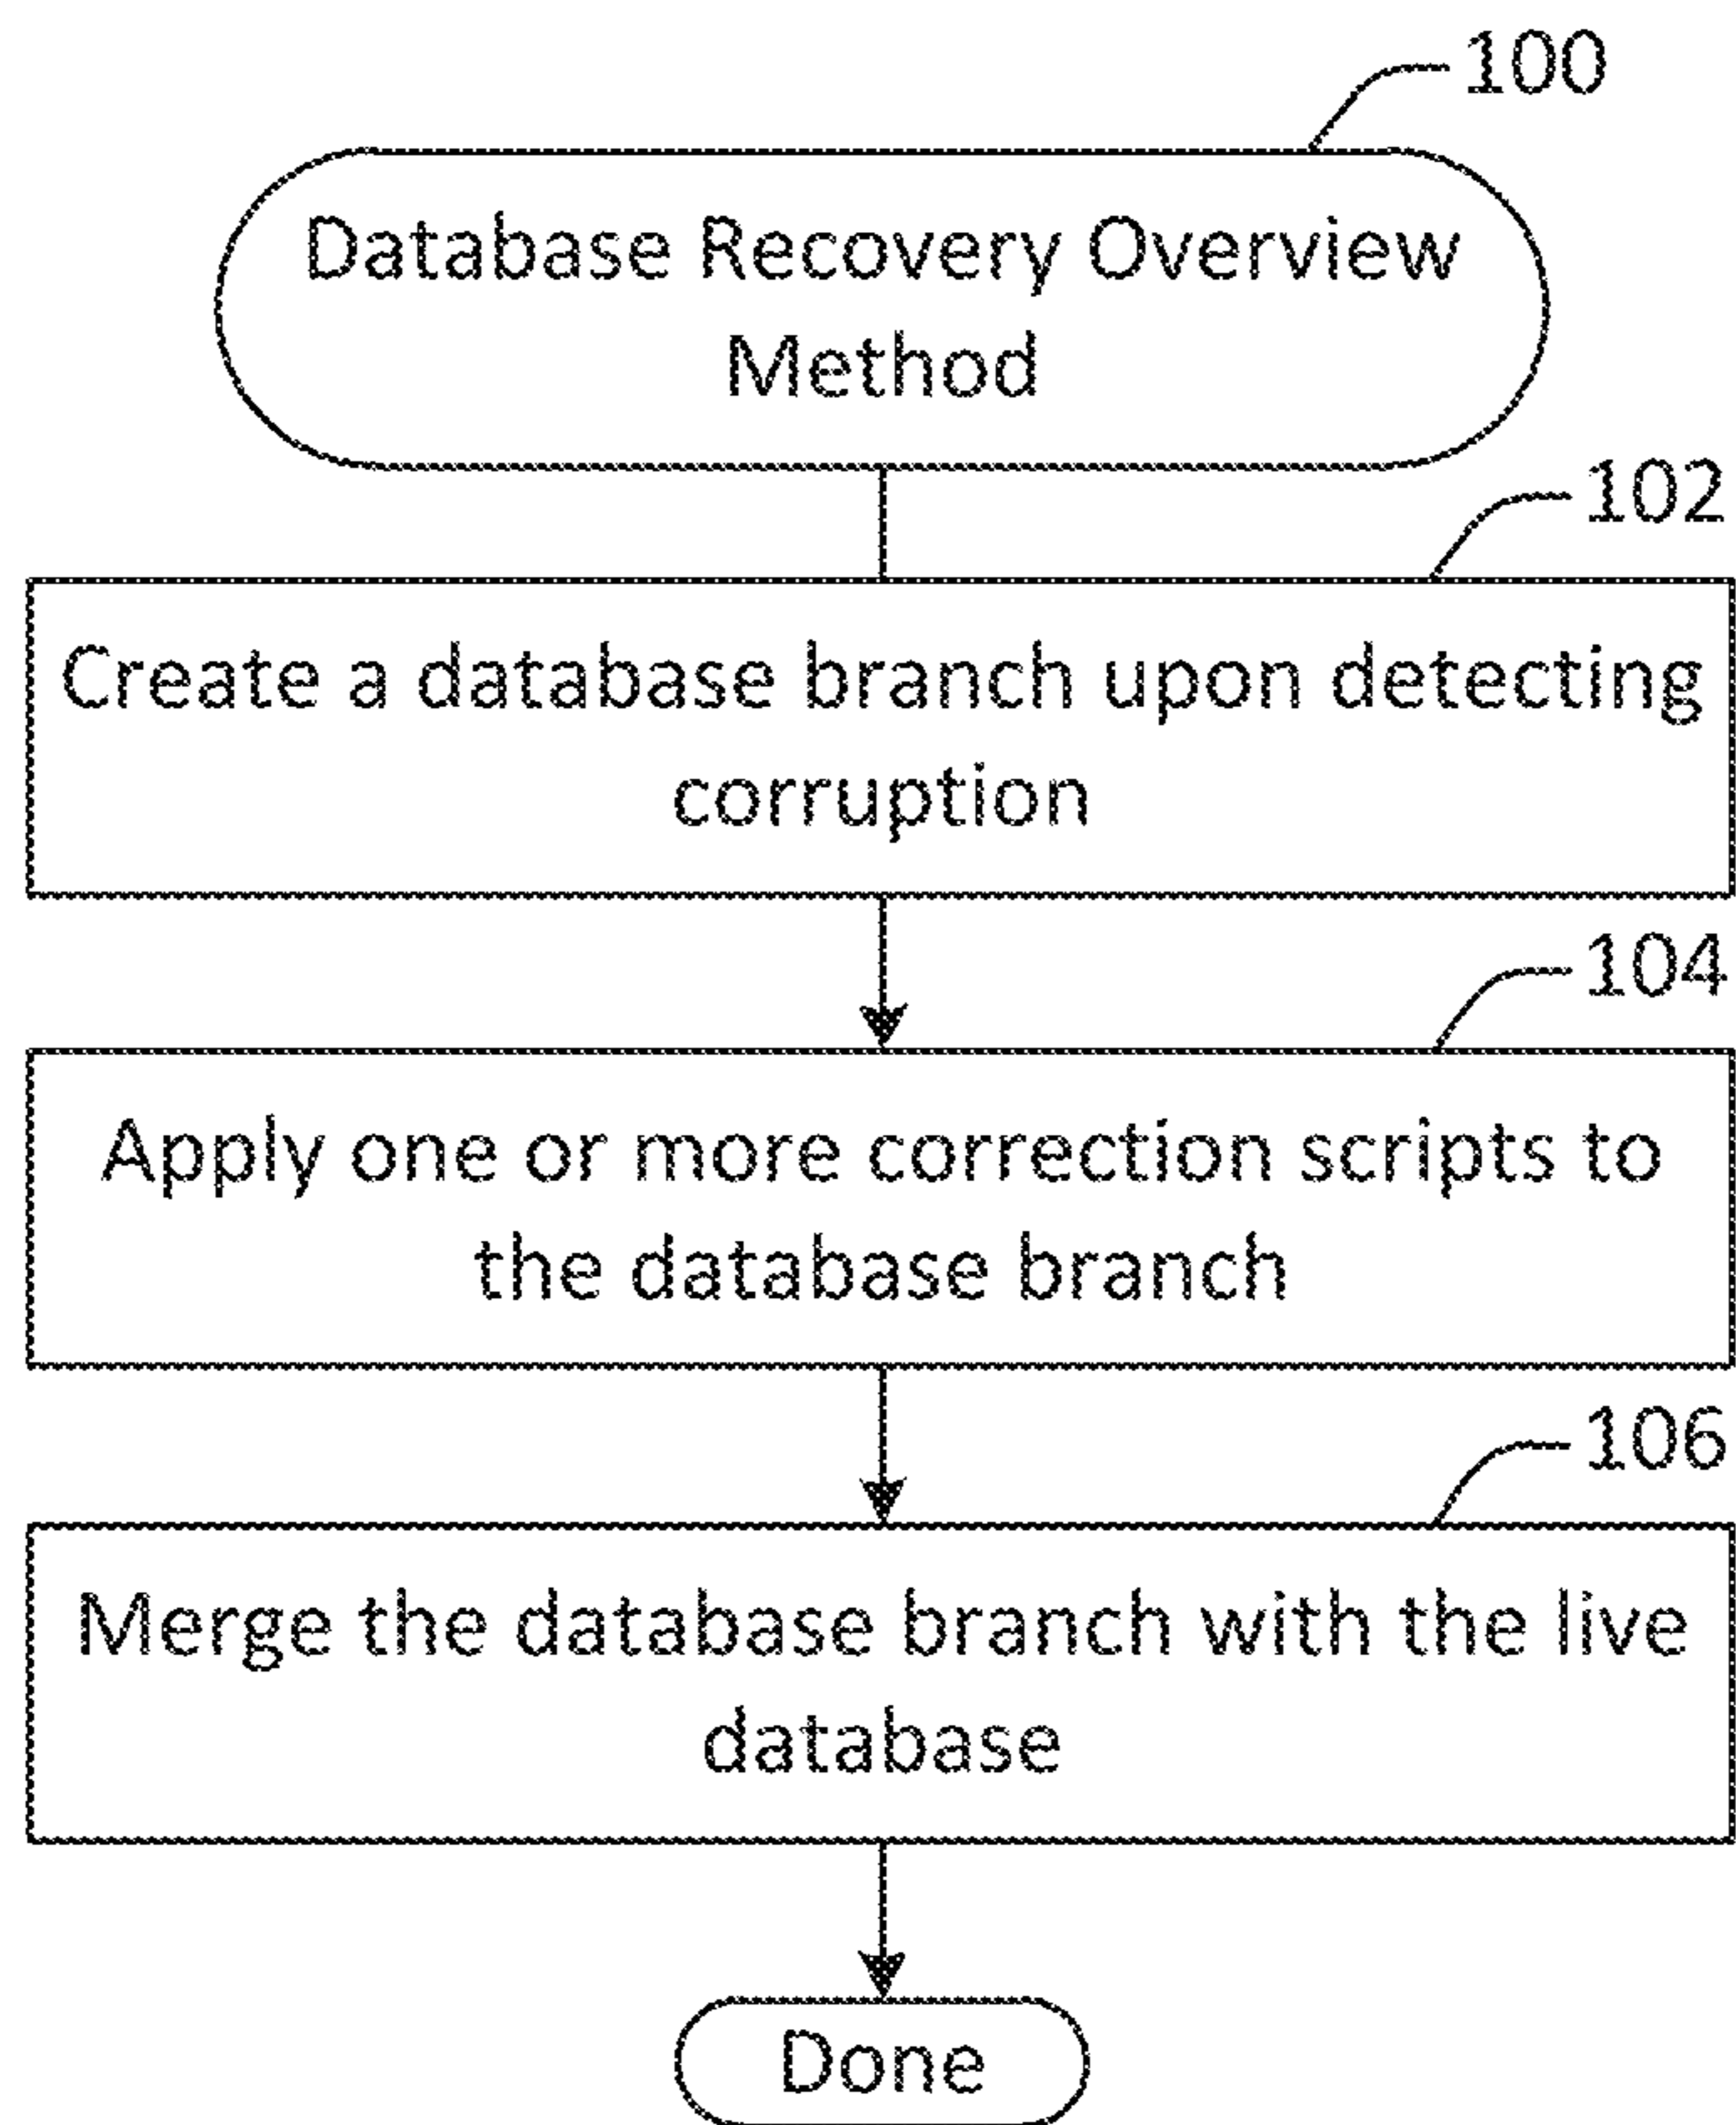 100
Database Recovery Overview
Method
102
Create a database branch upon detecting
corruption
104
Apply one or more correction scripts to
the database branch
106
Merge the database branch with the live
database
Done